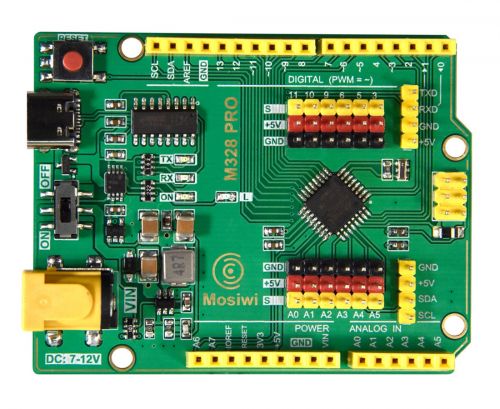 RESET
SCL
SDA
AREF
GND
13
12
~11
~10
~9
8
7
~6
~5
4
~3
2
▸1
◂0
DIGITAL (PWM = ~)
11 10 9 6 5 3
S
+5V
GND
TXD
RXD
GND
+5V
M328 PRO
TX
RX
ON
L
OFF
ON
VIN
487
Mosiwi
GND
+5V
S
A0 A1 A2 A3 A4 A5
GND
+5V
SDA
SCL
POWER
ANALOG IN
DC: 7-12V
A6
A7
IOREF
RESET
3V3
+5V
GND
VIN
A0
A1
A2
A3
A4
A5